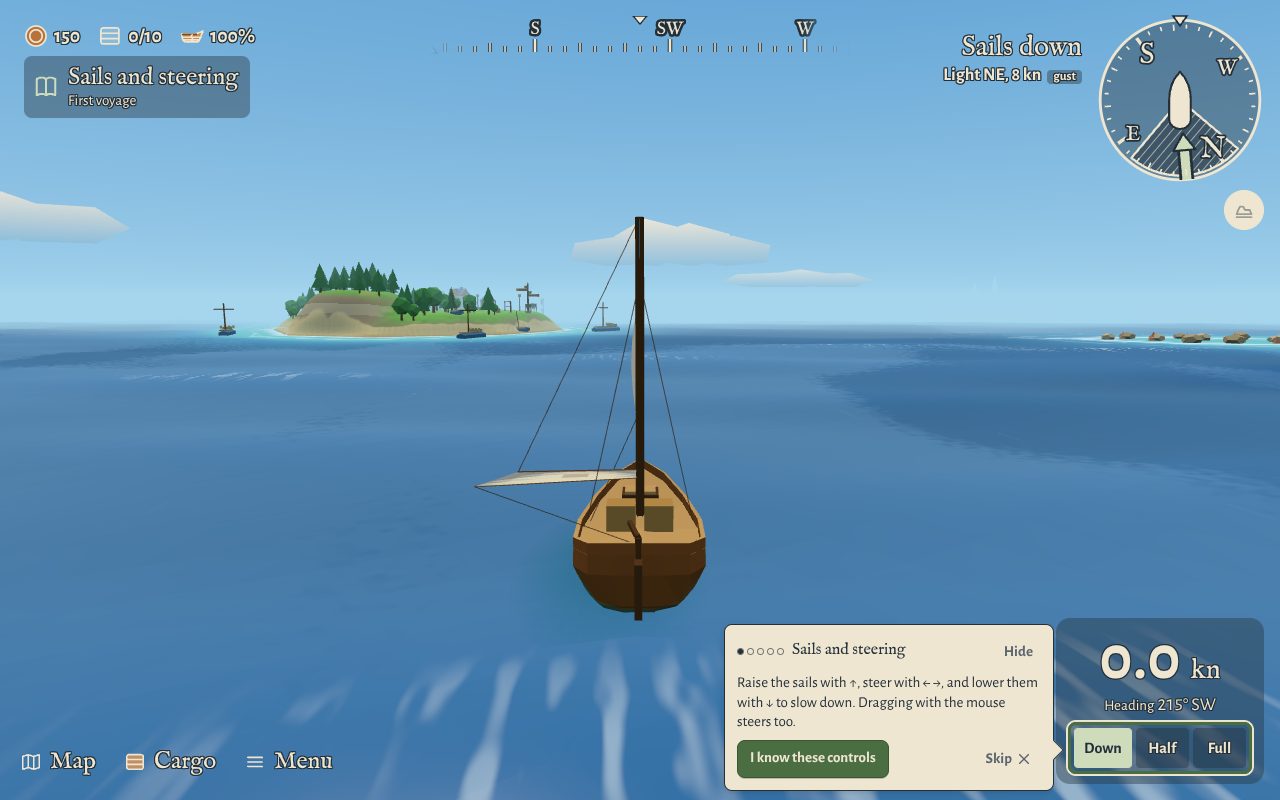 150 0/10 100%
Sails and steering
First voyage
S SW W
Sails down
Light NE, 8 kn gust
S W
E N
Sails and steering Hide
Raise the sails with ↑, steer with ←→, and lower them
with ↓ to slow down. Dragging with the mouse
steers too.
I know these controls Skip
0.0 kn
Heading 215° SW
Down Half Full
Map Cargo Menu